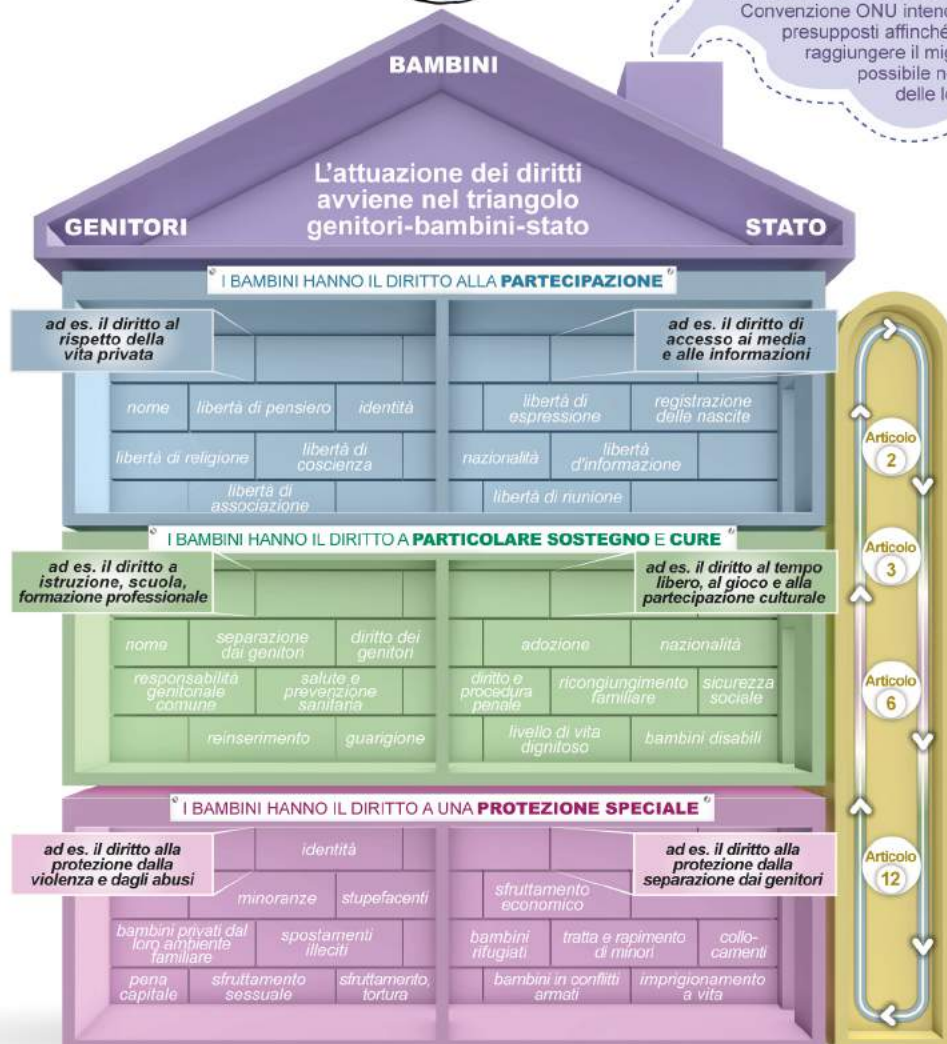 Convenzione ONU
presupposti affinché
raggiungere il
possibile
BAMBINI
L'attuazione dei diritti
avviene nel triangolo
genitori-bambini-stato
GENITORI
STATO
I BAMBINI HANNO IL DIRITTO ALLA PARTECIPAZIONE
ad es. il diritto al
rispetto della
vita privata
ad es. il diritto di
accesso ai media
e alle informazioni
nome
libertà di pensiero
identità
libertà di
espressione
registrazione
delle nascite
libertà di religione
libertà di
coscienza
nazionalità
libertà
d'informazione
libertà di
associazione
libertà di riunione
I BAMBINI HANNO IL DIRITTO A PARTICOLARE SOSTEGNO E CURE
ad es. il diritto a
istruzione, scuola,
formazione professionale
ad es. il diritto al tempo
libero, al gioco e alla
partecipazione culturale
nome
separazione
dai genitori
diritto dei
genitori
adozione
nazionalità
responsabilità
genitoriale
comune
salute e
prevenzione
sanitaria
diritto e
procedura
penale
ricongiungimento
familiare
sicurezza
sociale
reinserimento
guarigione
livello di vita
dignitoso
bambini disabili
I BAMBINI HANNO IL DIRITTO A UNA PROTEZIONE SPECIALE
ad es. il diritto alla
protezione dalla
violenza e dagli abusi
identità
ad es. il diritto alla
protezione dalla
separazione dai genitori
minoranze
stupefacenti
sfruttamento
economico
bambini privati dal
loro ambiente
familiare
spostamenti
illeciti
bambini
rifugiati
tratta e rapimento
di minori
collo-
camenti
pena
capitale
sfruttamento
sessuale
sfruttamento,
tortura
bambini in conflitti
armati
imprigionamento
a vita
Articolo
2
Articolo
3
Articolo
6
Articolo
12